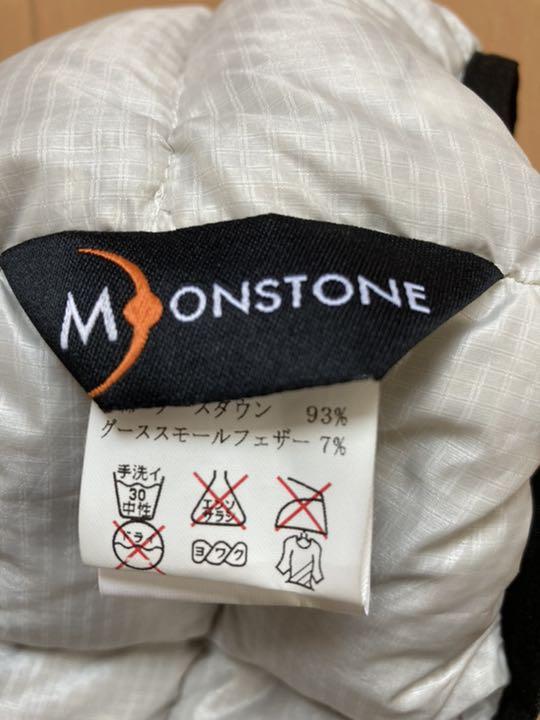 MOONSTONE
スダウン 93%
グーススモールフェザー 7%
手洗イ
30
中性
エンソ
サラシ
ドライ
ヨワク